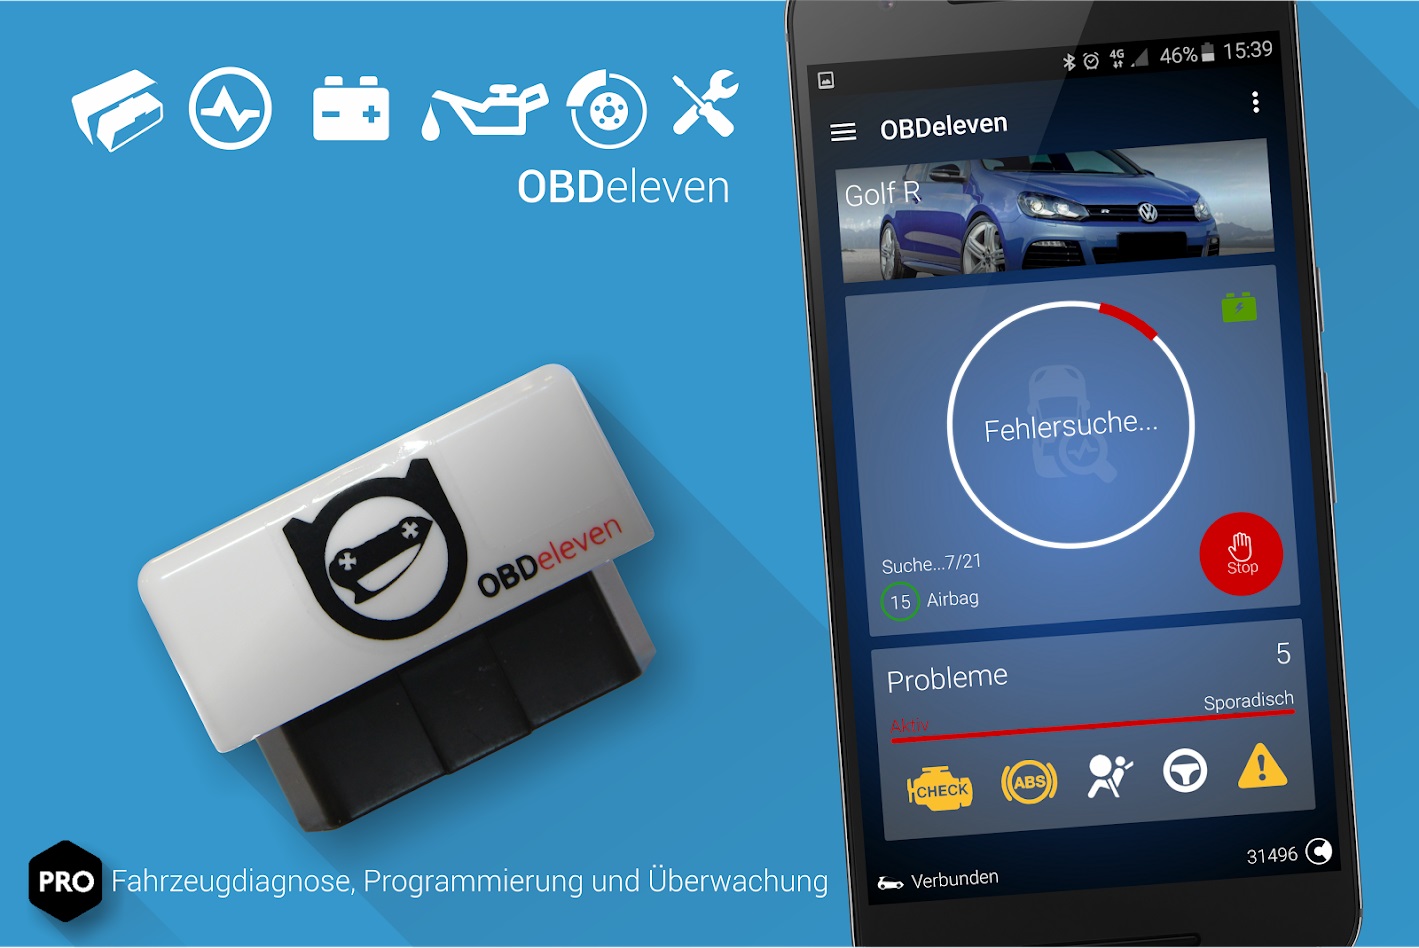 OBDeleven
OBDeleven
PRO
Fahrzeugdiagnose, Programmierung und Überwachung
4G
46%
15:39
OBDeleven
Golf R
R
Fehlersuche...
Suche...7/21
15 Airbag
Stop
Probleme
5
Aktiv
Sporadisch
CHECK
ABS
Verbunden
31496